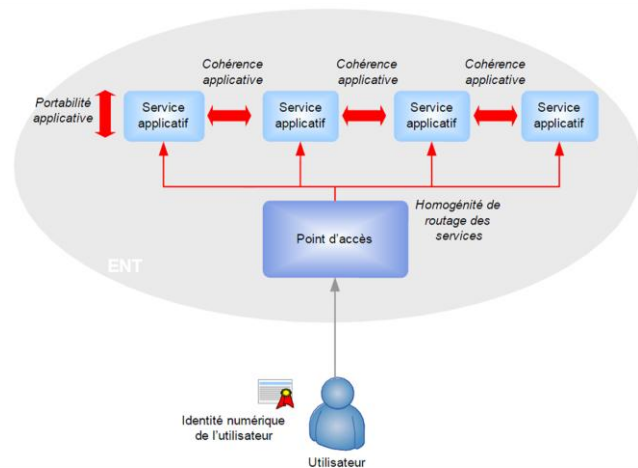 Cohérence
applicative
Cohérence
applicative
Cohérence
applicative
Portabilité
applicative
Service
applicatif
Service
applicatif
Service
applicatif
Service
applicatif
Homogénité de
routage des
services
Point d'accès
ENT
Identité numérique
de l'utilisateur
Utilisateur